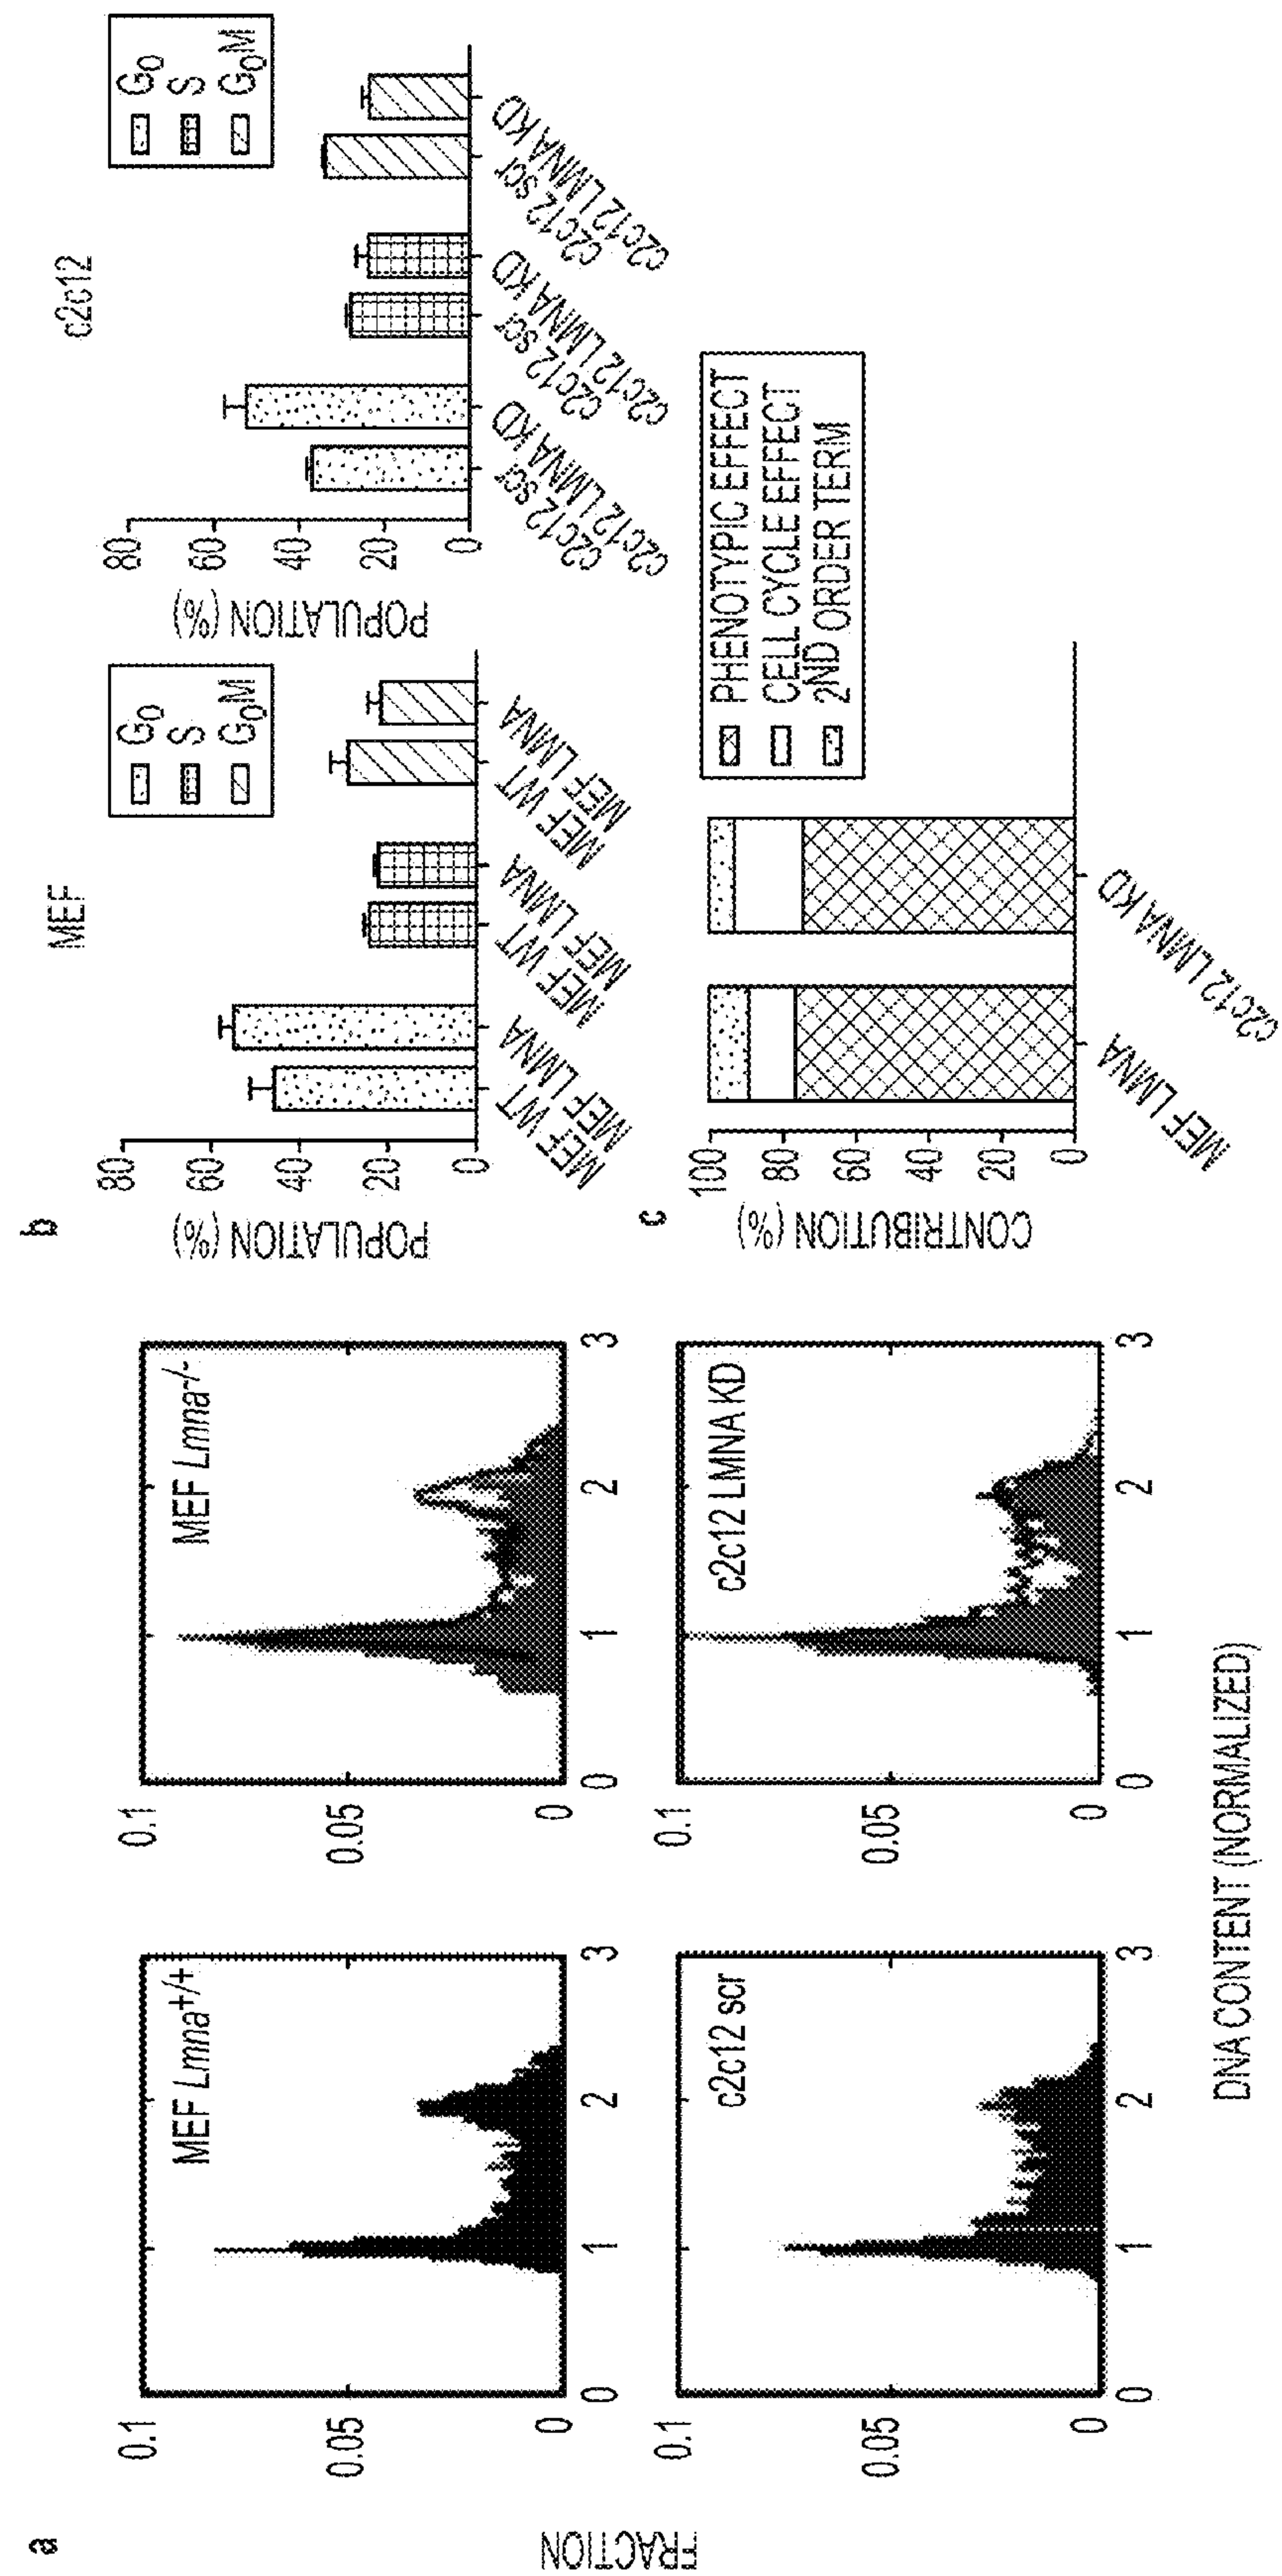 a
FRACTION
0.1
0.05
0
MEF Lmna+/+
0 1 2 3
0.1
0.05
0
MEF Lmna-/-
0 1 2 3
0.1
0.05
0
c2c12 scr
0 1 2 3
0.1
0.05
0
c2c12 LMNA KD
0 1 2 3
DNA CONTENT (NORMALIZED)
b
MEF
POPULATION (%)
80
60
40
20
0
G0
S
G0M
MEF WT
MEF LMNA
MEF WT
MEF LMNA
MEF WT
MEF LMNA
c2c12
POPULATION (%)
80
60
40
20
0
G0
S
G0M
c2c12 scr
c2c12 LMNA KD
c2c12 scr
c2c12 LMNA KD
c2c12 scr
c2c12 LMNA KD
c
CONTRIBUTION (%)
100
80
60
40
20
0
MEF LMNA
c2c12 LMNA KD
PHENOTYPIC EFFECT
CELL CYCLE EFFECT
2ND ORDER TERM